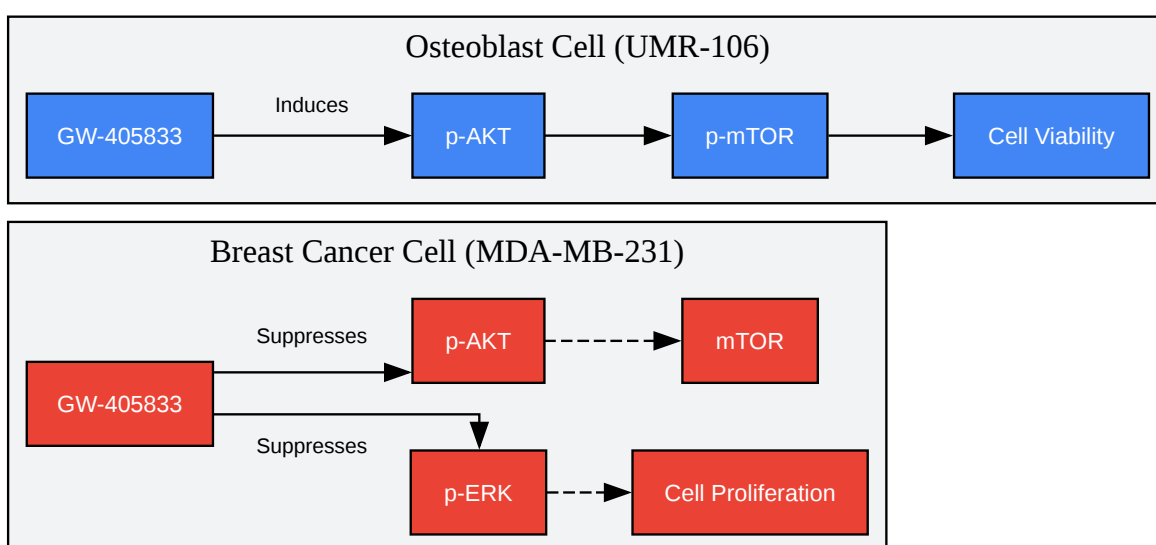 Osteoblast Cell (UMR-106)
GW-405833
Induces
p-AKT
p-mTOR
Cell Viability
Breast Cancer Cell (MDA-MB-231)
GW-405833
Suppresses
p-AKT
mTOR
Suppresses
p-ERK
Cell Proliferation